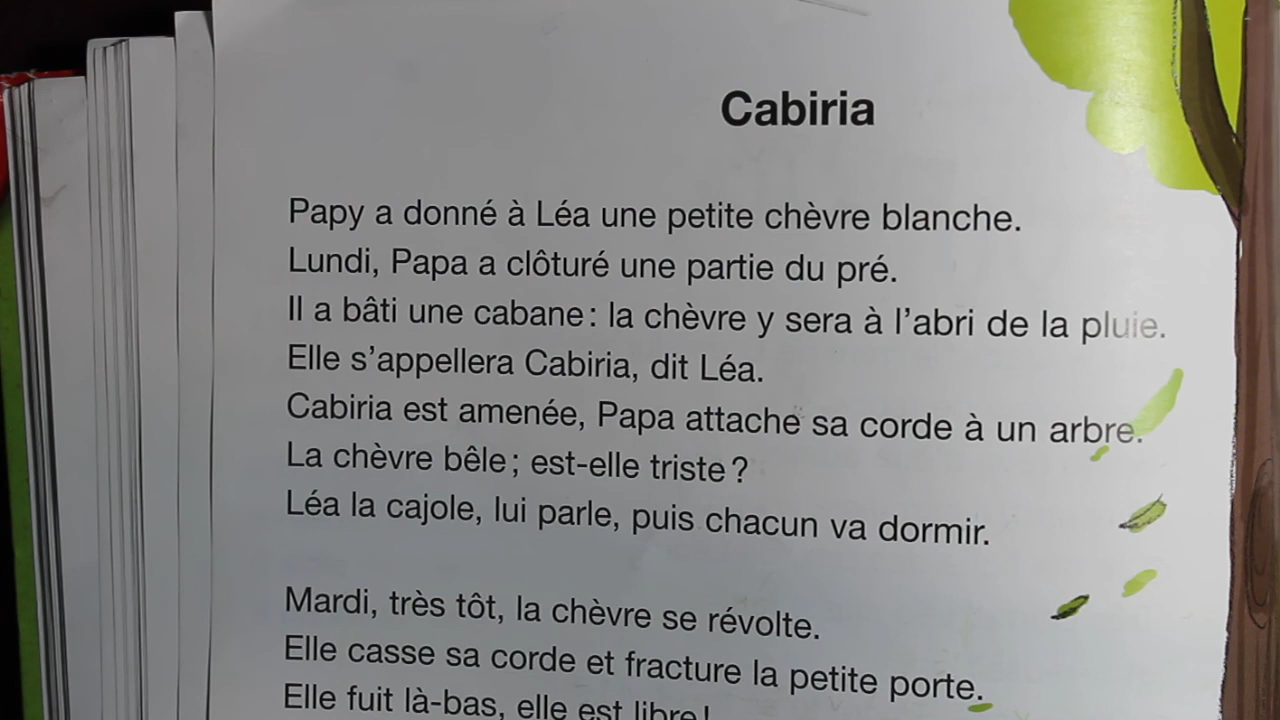 Cabiria
Papy a donné à Léa une petite chèvre blanche.
Lundi, Papa a clôturé une partie du pré.
Il a bâti une cabane : la chèvre y sera à l'abri de la pluie.
Elle s'appellera Cabiria, dit Léa.
Cabiria est amenée, Papa attache sa corde à un arbre.
La chèvre bêle ; est-elle triste ?
Léa la cajole, lui parle, puis chacun va dormir.
Mardi, très tôt, la chèvre se révolte.
Elle casse sa corde et fracture la petite porte.
Elle fuit là-bas, elle est libre !